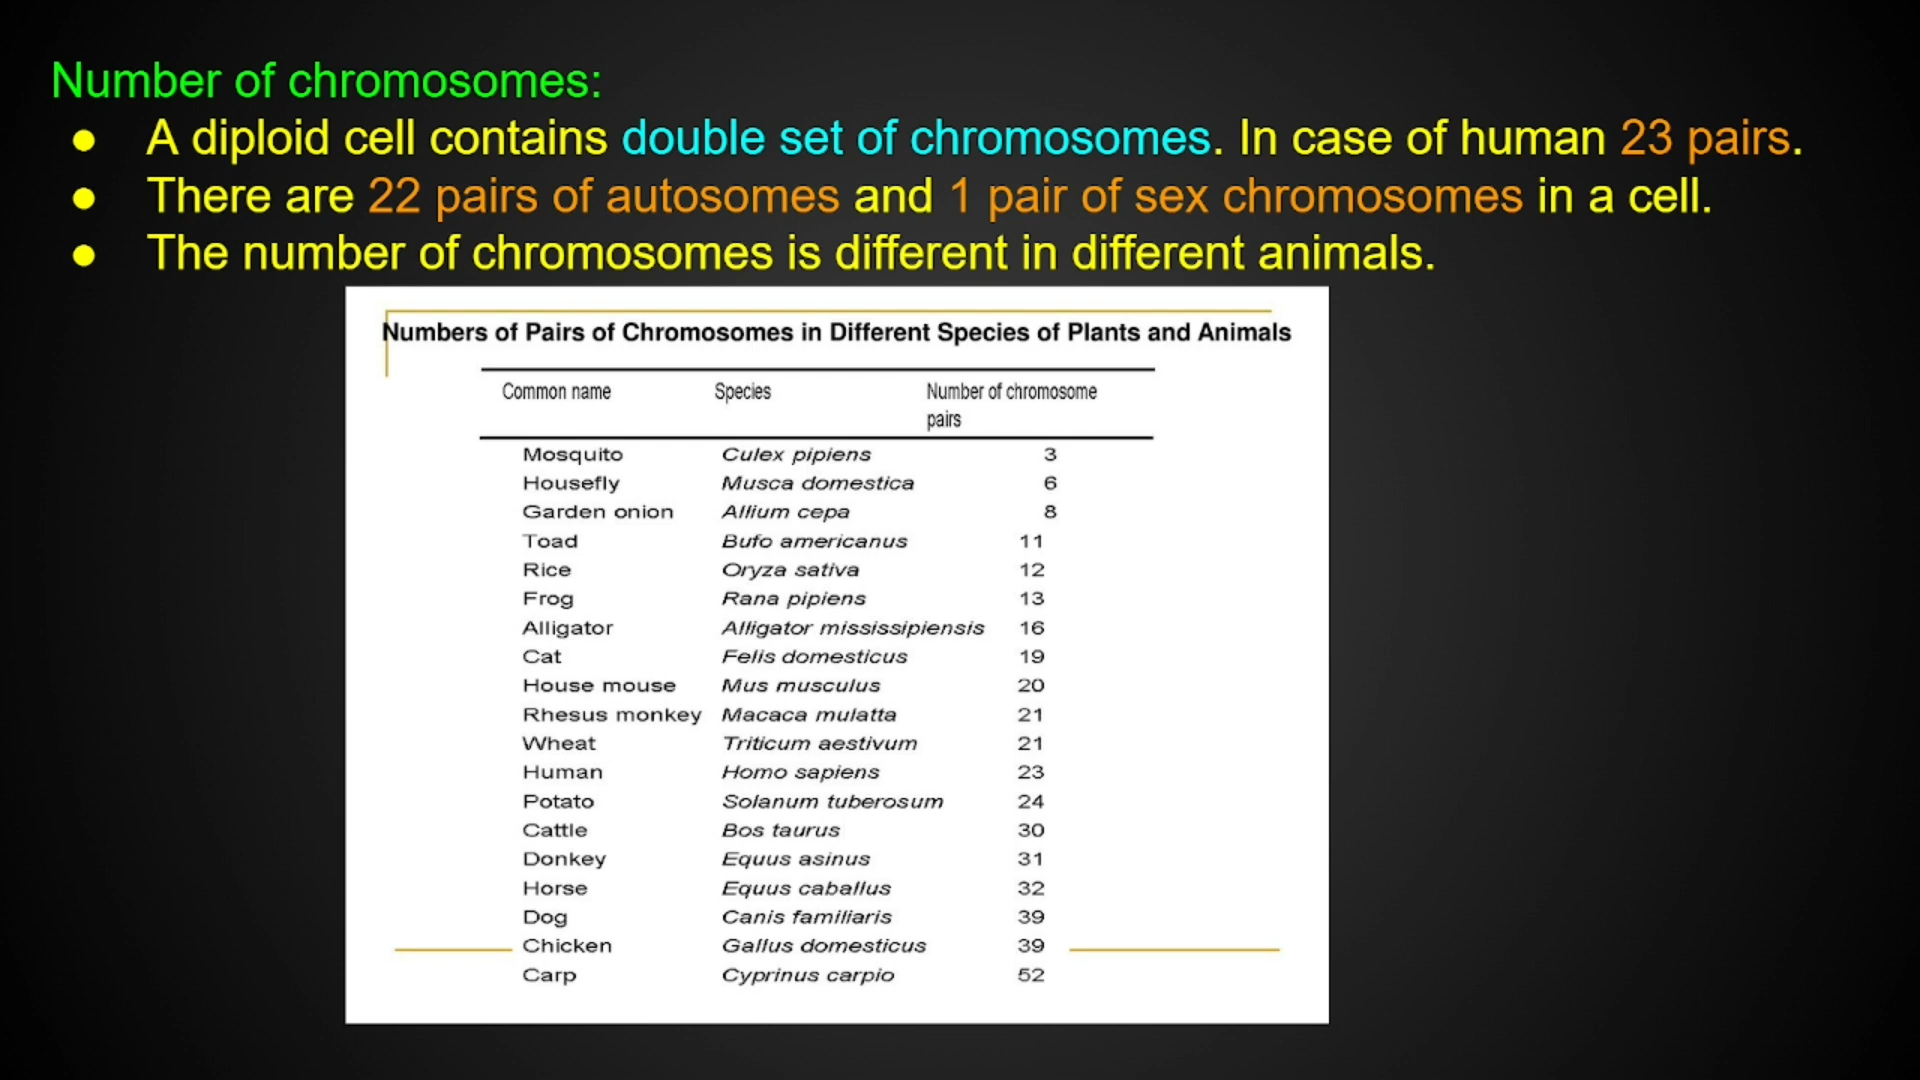 Number of chromosomes:
● A diploid cell contains double set of chromosomes. In case of human 23 pairs.
● There are 22 pairs of autosomes and 1 pair of sex chromosomes in a cell.
● The number of chromosomes is different in different animals.
Numbers of Pairs of Chromosomes in Different Species of Plants and Animals
Common name Species Number of chromosome
pairs
Mosquito Culex pipiens 3
Housefly Musca domestica 6
Garden onion Allium cepa 8
Toad Bufo americanus 11
Rice Oryza sativa 12
Frog Rana pipiens 13
Alligator Alligator mississipiensis 16
Cat Felis domesticus 19
House mouse Mus musculus 20
Rhesus monkey Macaca mulatta 21
Wheat Triticum aestivum 21
Human Homo sapiens 23
Potato Solanum tuberosum 24
Cattle Bos taurus 30
Donkey Equus asinus 31
Horse Equus caballus 32
Dog Canis familiaris 39
Chicken Gallus domesticus 39
Carp Cyprinus carpio 52